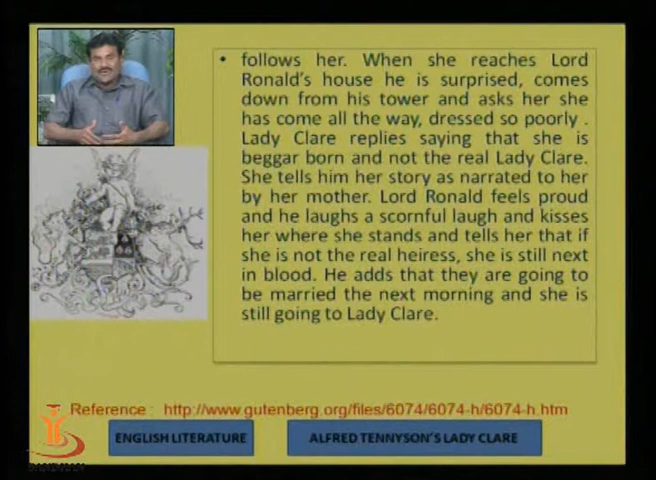 • follows her. When she reaches Lord
Ronald's house he is surprised, comes
down from his tower and asks her she
has come all the way, dressed so poorly .
Lady Clare replies saying that she is
beggar born and not the real Lady Clare.
She tells him her story as narrated to her
by her mother. Lord Ronald feels proud
and he laughs a scornful laugh and kisses
her where she stands and tells her that if
she is not the real heiress, she is still next
in blood. He adds that they are going to
be married the next morning and she is
still going to Lady Clare.
Reference : http://www.gutenberg.org/files/6074/6074-h/6074-h.htm
ENGLISH LITERATURE
ALFRED TENNYSON'S LADY CLARE